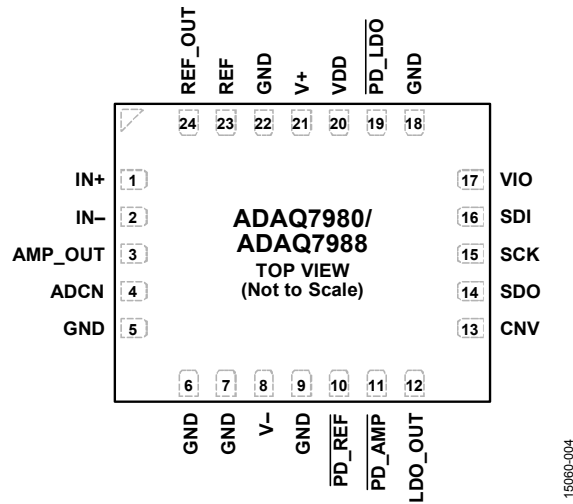 REF_OUT
REF
GND
V+
VDD
PD_LDO
GND
24
23
22
21
20
19
18
IN+ 1
IN– 2
AMP_OUT 3
ADCN 4
GND 5
ADAQ7980/
ADAQ7988
TOP VIEW
(Not to Scale)
17 VIO
16 SDI
15 SCK
14 SDO
13 CNV
6
7
8
9
10
11
12
GND
GND
V–
GND
PD_REF
PD_AMP
LDO_OUT
15060-004